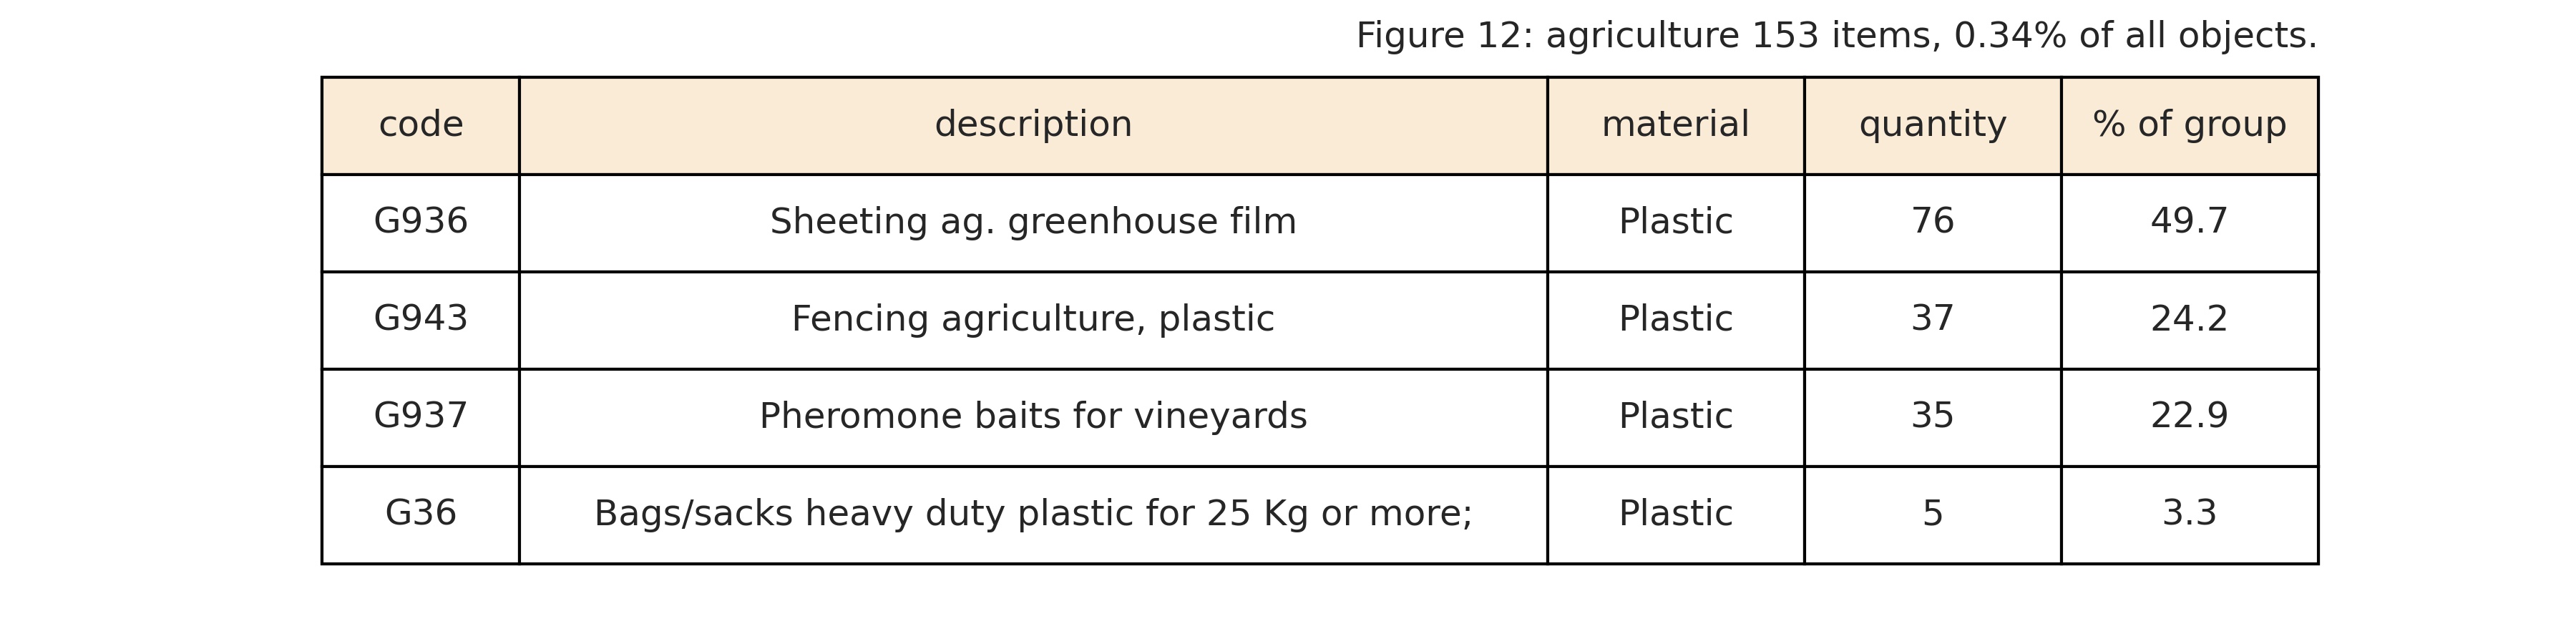 Figure 12: agriculture 153 items, 0.34% of all objects.
code description material quantity % of group
G936 Sheeting ag. greenhouse film Plastic 76 49.7
G943 Fencing agriculture, plastic Plastic 37 24.2
G937 Pheromone baits for vineyards Plastic 35 22.9
G36 Bags/sacks heavy duty plastic for 25 Kg or more; Plastic 5 3.3